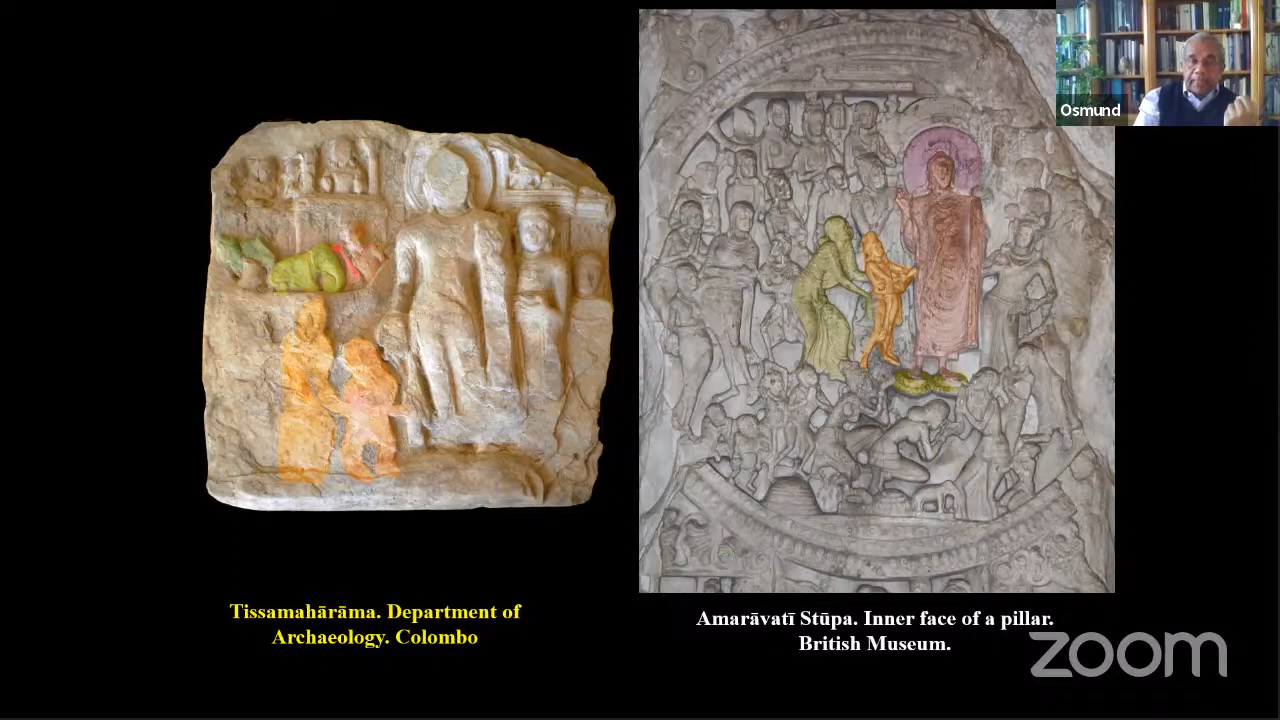 Osmund
Tissamahārāma. Department of
Archaeology. Colombo
Amarāvatī Stūpa. Inner face of a pillar.
British Museum.
zoom